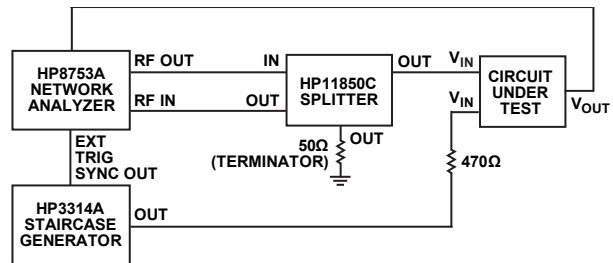 HP8753A
NETWORK
ANALYZER
RF OUT
RF IN
IN
OUT
HP11850C
SPLITTER
OUT
V_IN
V_IN
CIRCUIT
UNDER
TEST
V_OUT
OUT
50Ω
(TERMINATOR)
470Ω
EXT
TRIG
SYNC OUT
HP3314A
STAIRCASE
GENERATOR
OUT